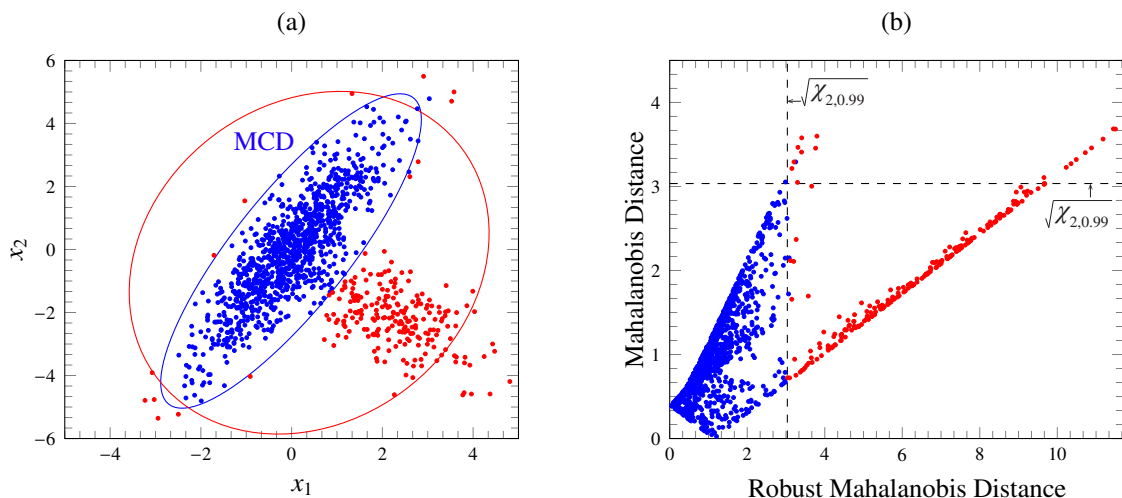 (a)
6
4
2
0
−2
−4
−6
−4
−2
0
2
4
x₂
x₁
MCD
(b)
4
3
2
1
0
0
2
4
6
8
10
Mahalanobis Distance
Robust Mahalanobis Distance
√χ₂,₀.₉₉
√χ₂,₀.₉₉